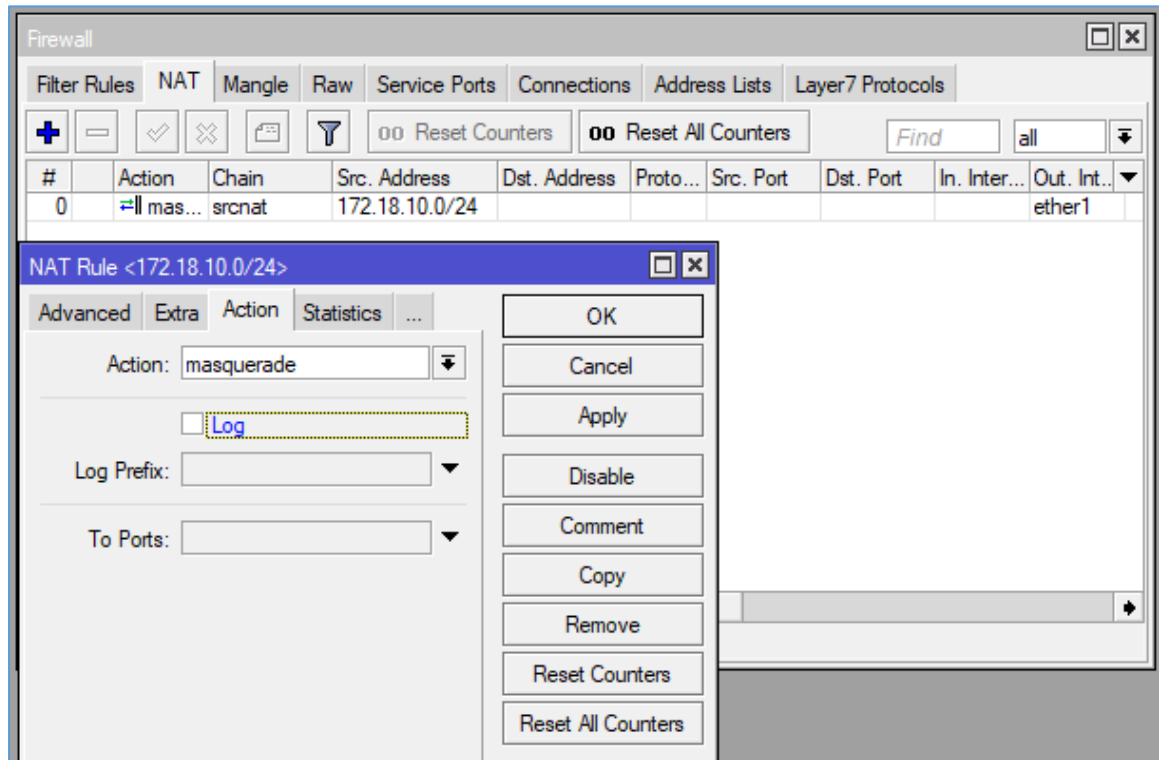 Firewall
Filter Rules NAT Mangle Raw Service Ports Connections Address Lists Layer7 Protocols
00 Reset Counters 00 Reset All Counters Find all
# Action Chain Src. Address Dst. Address Proto... Src. Port Dst. Port In. Inter... Out. Int...
0 mas... srcnat 172.18.10.0/24 ether1
NAT Rule <172.18.10.0/24>
Advanced Extra Action Statistics ...
OK
Action: masquerade
Cancel
Log
Apply
Log Prefix:
Disable
Comment
To Ports:
Copy
Remove
Reset Counters
Reset All Counters